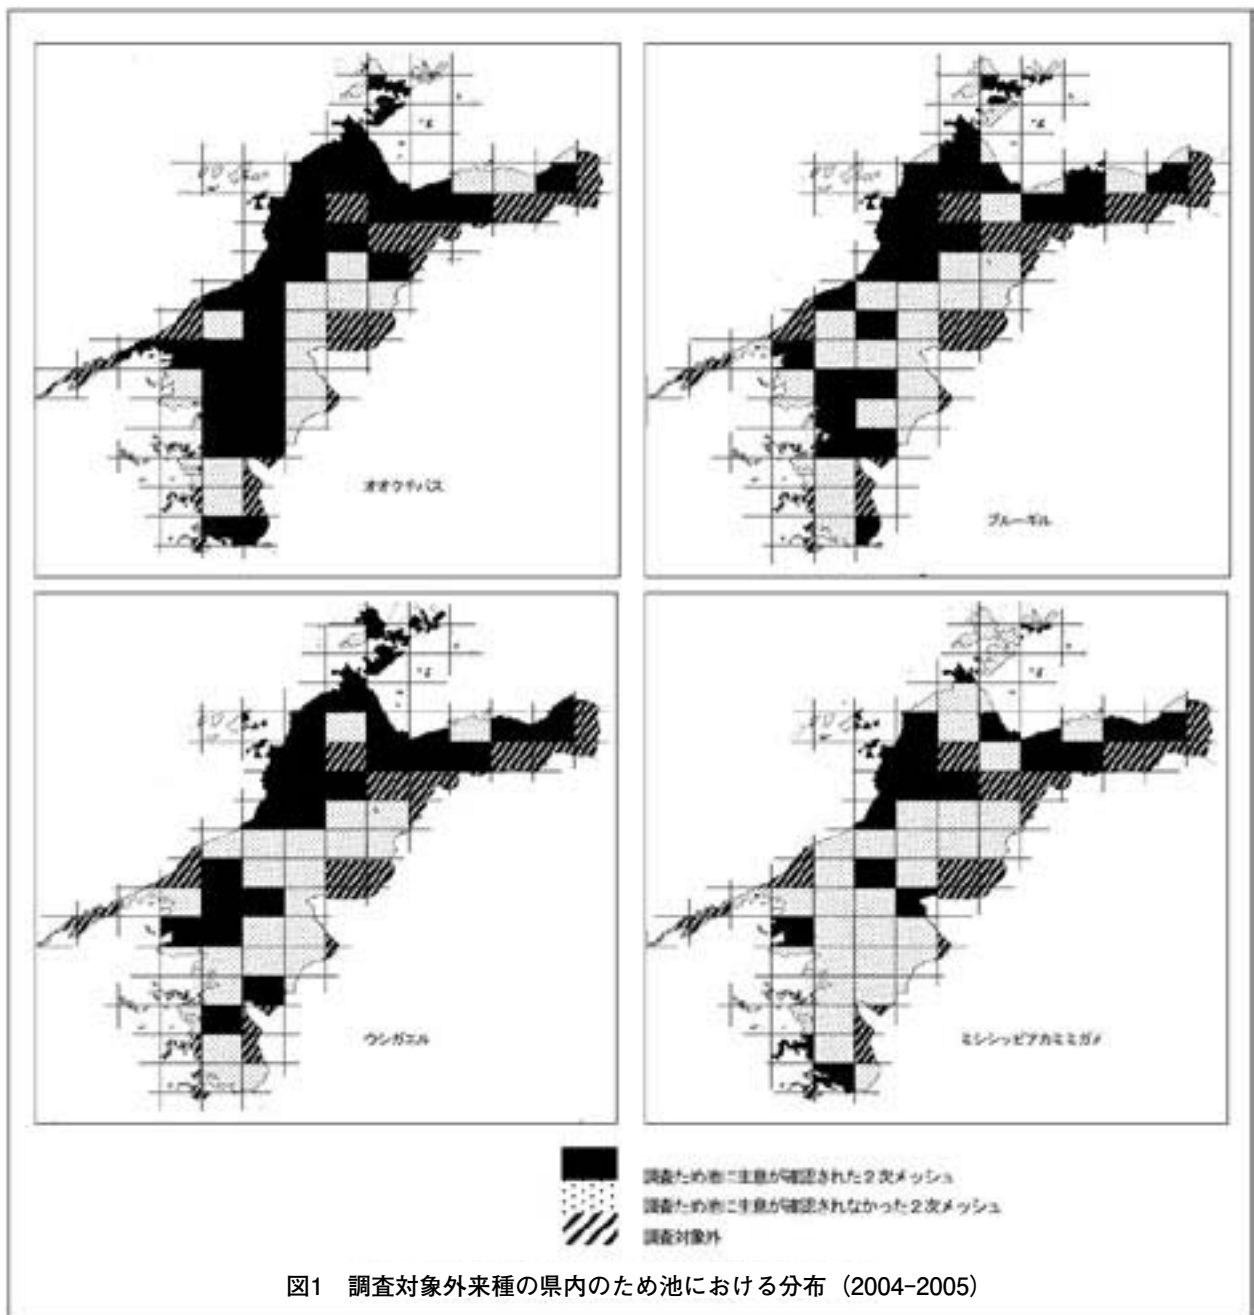 オオクチバス
ブルーギル
ウシガエル
ミシシッピアカミミガメ
調査ため池に生息が確認された2次メッシュ
調査ため池に生息が確認されなかった2次メッシュ
調査対象外
図1 調査対象外来種の県内のため池における分布（2004-2005）